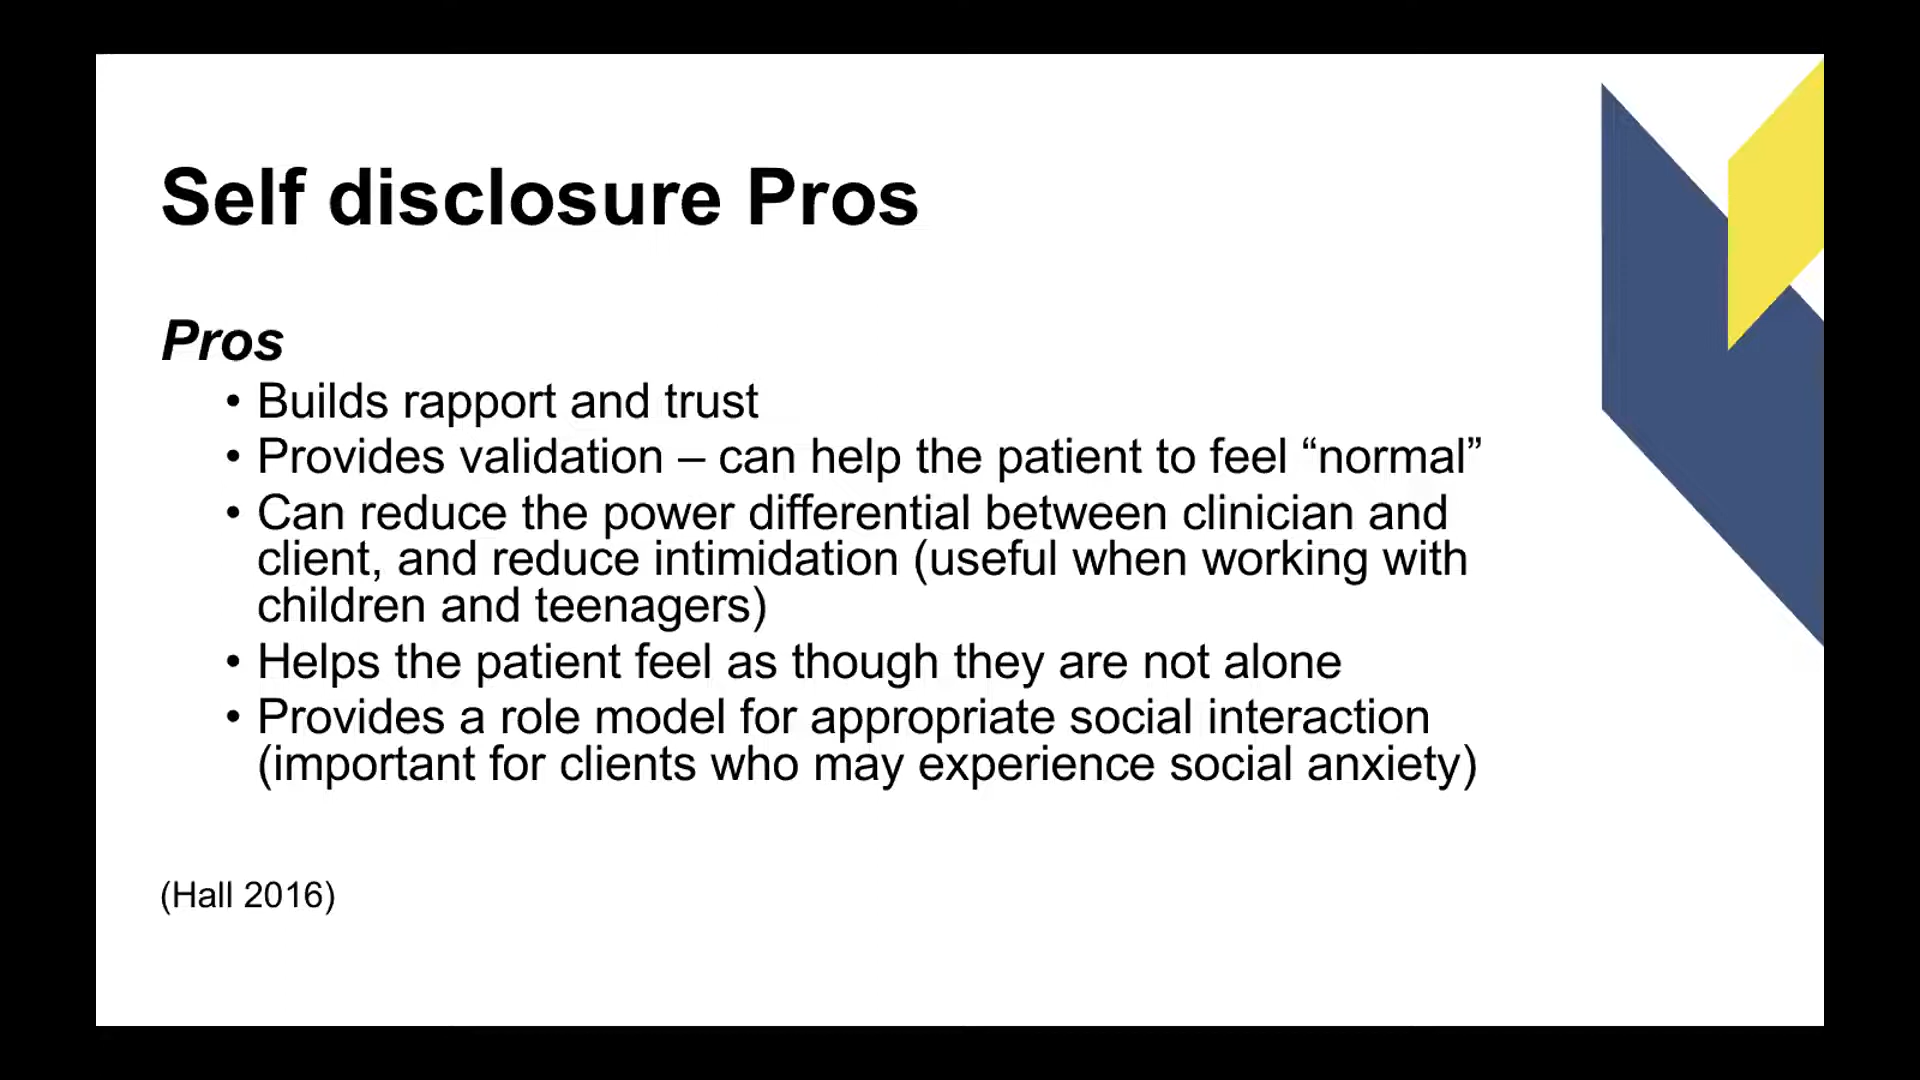 Self disclosure Pros
Pros
• Builds rapport and trust
• Provides validation – can help the patient to feel “normal”
• Can reduce the power differential between clinician and
client, and reduce intimidation (useful when working with
children and teenagers)
• Helps the patient feel as though they are not alone
• Provides a role model for appropriate social interaction
(important for clients who may experience social anxiety)
(Hall 2016)